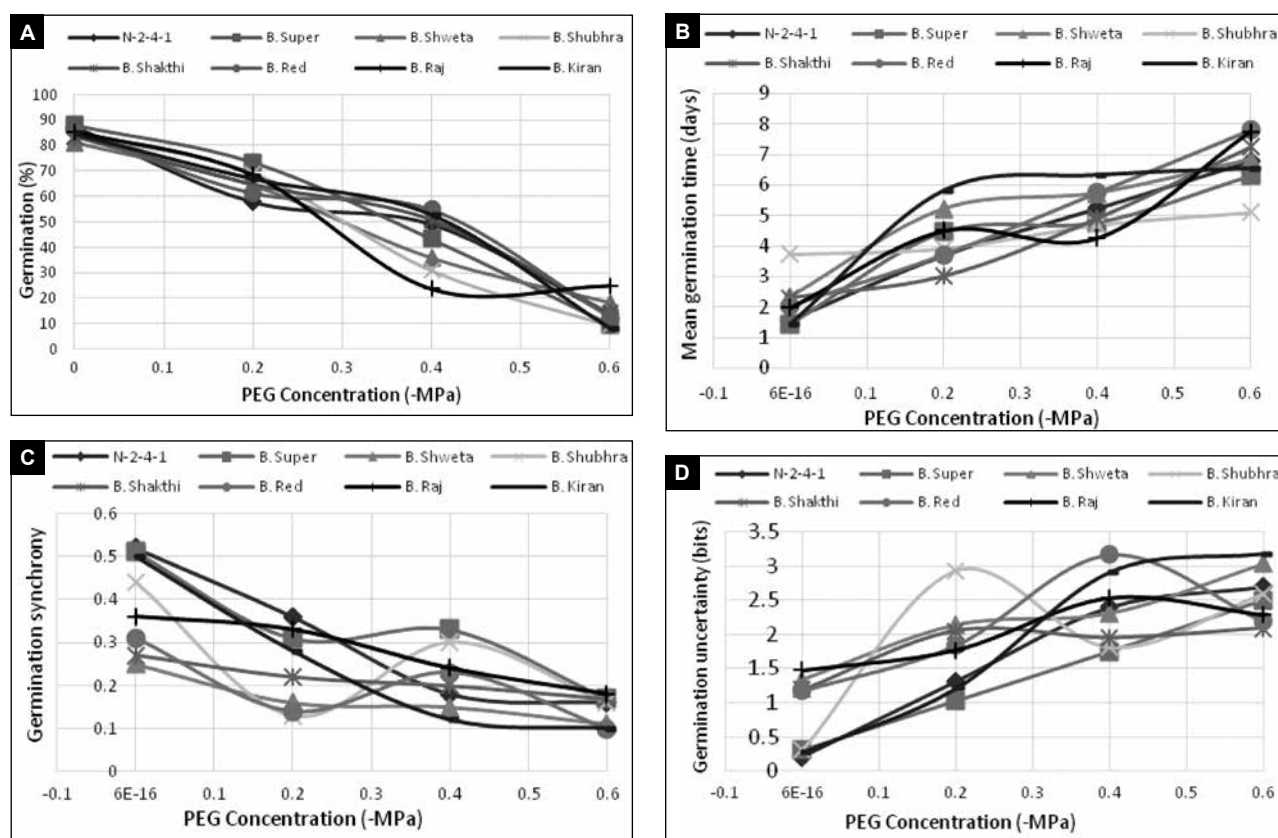 A
N-2-4-1 B. Super B. Shweta B. Shubhra
B. Shakthi B. Red B. Raj B. Kiran
Germination (%)
100
90
80
70
60
50
40
30
20
10
0
0 0.1 0.2 0.3 0.4 0.5 0.6
PEG Concentration (-MPa)
B
N-2-4-1 B. Super B. Shweta B. Shubhra
B. Shakthi B. Red B. Raj B. Kiran
Mean germination time (days)
9
8
7
6
5
4
3
2
1
0
-0.1 6E-16 0.1 0.2 0.3 0.4 0.5 0.6
PEG Concentration (-MPa)
C
N-2-4-1 B. Super B. Shweta B. Shubhra
B. Shakthi B. Red B. Raj B. Kiran
Germination synchrony
0.6
0.5
0.4
0.3
0.2
0.1
0
-0.1 6E-16 0.1 0.2 0.3 0.4 0.5 0.6
PEG Concentration (-MPa)
D
N-2-4-1 B. Super B. Shweta B. Shubhra
B. Shakthi B. Red B. Raj B. Kiran
Germination uncertainty (bits)
3.5
3
2.5
2
1.5
1
0.5
0
-0.1 6E-16 0.1 0.2 0.3 0.4 0.5 0.6
PEG Concentration (-MPa)